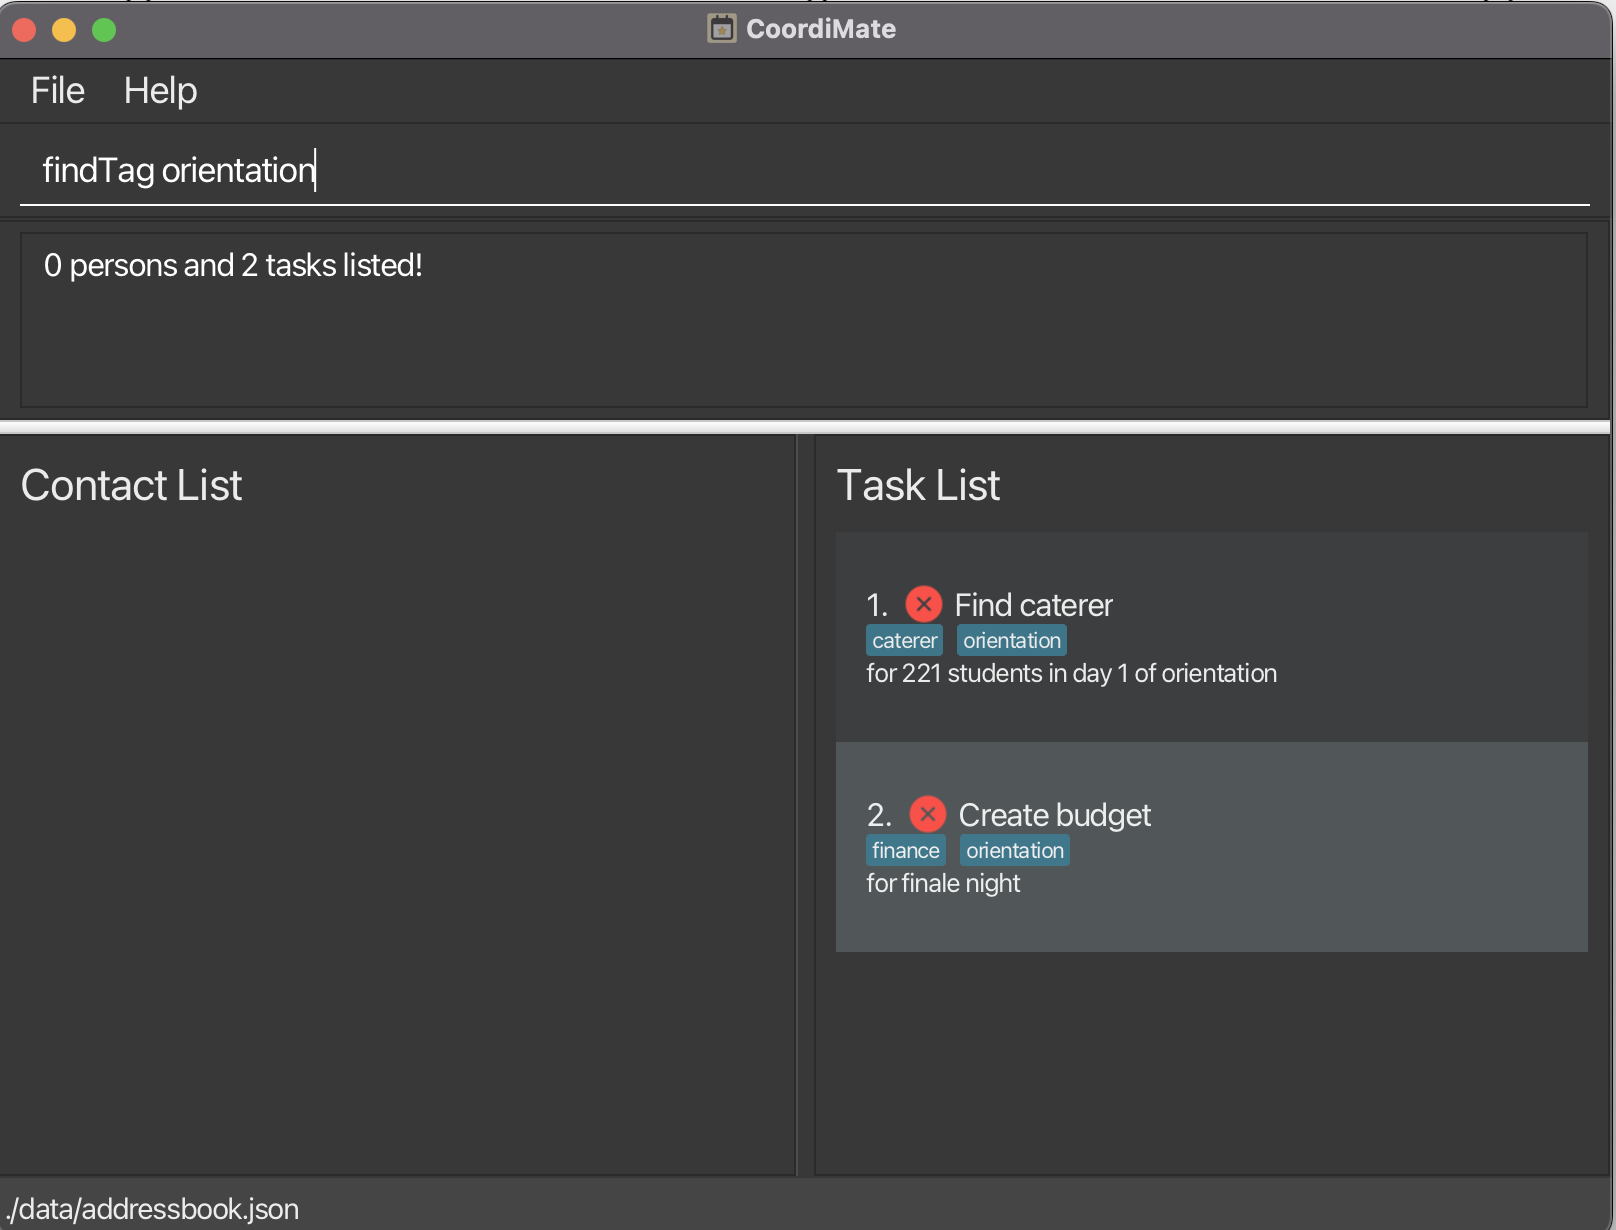 CoordiMate
File Help
findTag orientation
0 persons and 2 tasks listed!
Contact List
Task List
1. Find caterer
caterer orientation
for 221 students in day 1 of orientation
2. Create budget
finance orientation
for finale night
./data/addressbook.json